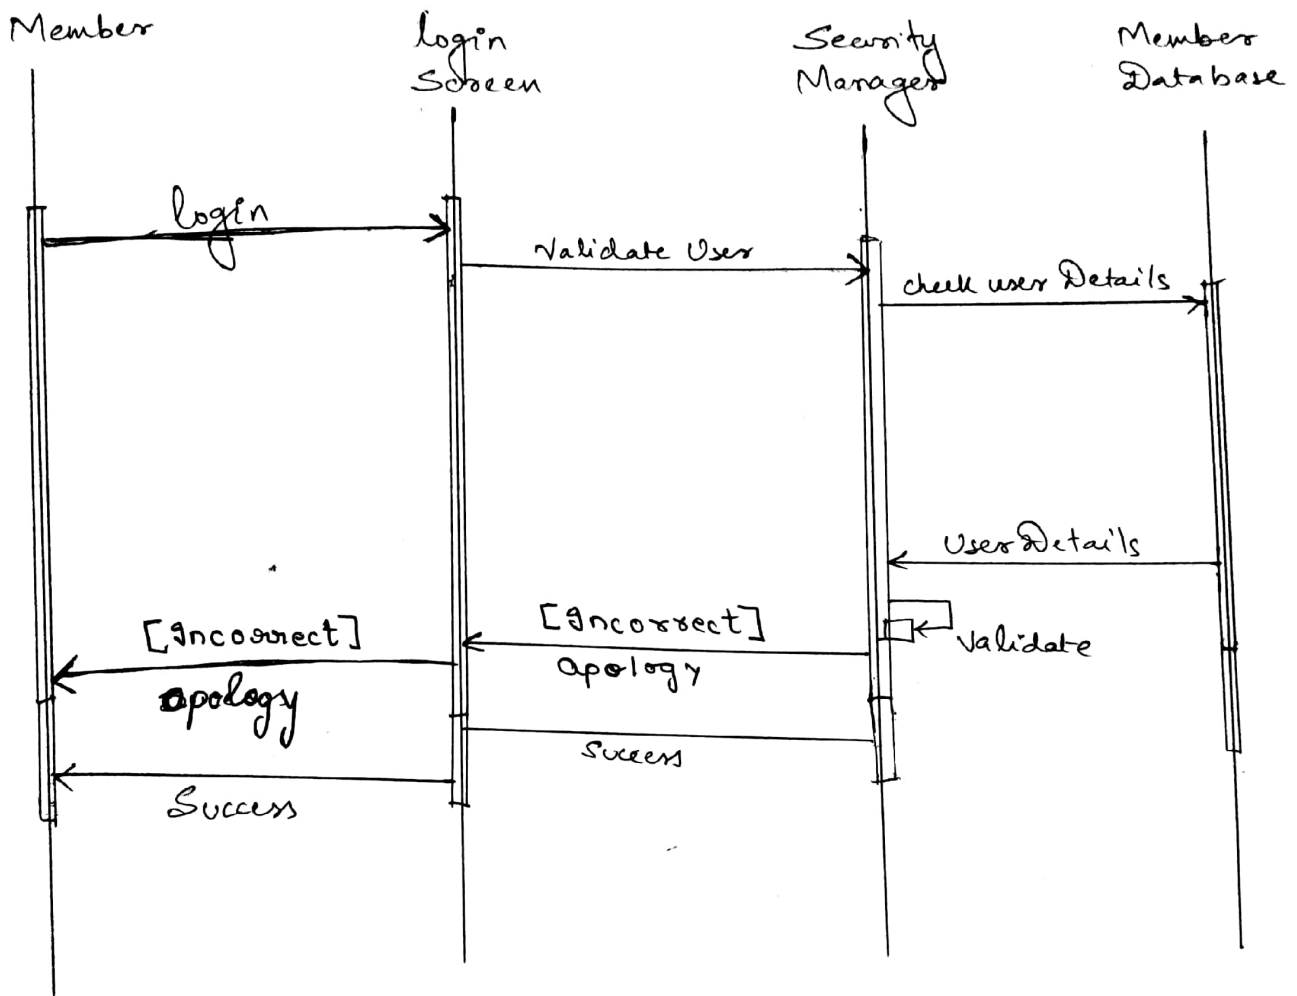 Member
login
Screen
Security
Manager
Member
Database
login
Validate User
check user Details
User Details
[Incorrect]
apology
[Incorrect]
apology
Validate
Success
Success